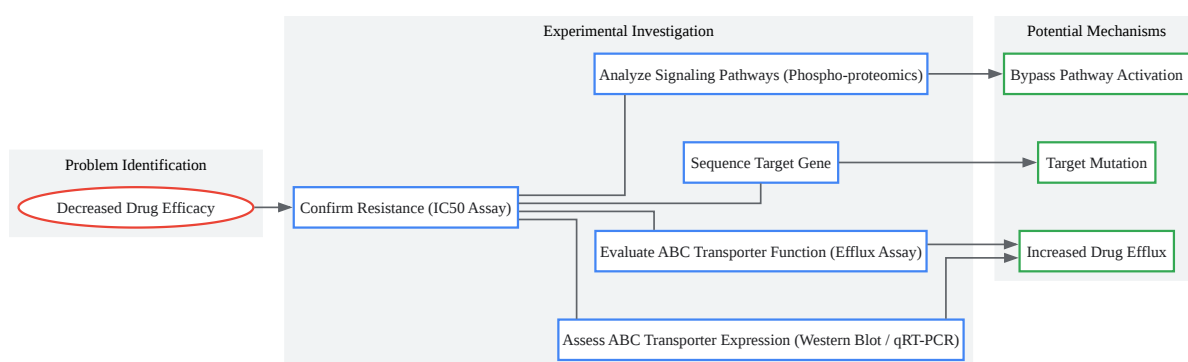 Experimental Investigation
Potential Mechanisms
Analyze Signaling Pathways (Phospho-proteomics)
Bypass Pathway Activation
Problem Identification
Sequence Target Gene
Target Mutation
Decreased Drug Efficacy
Confirm Resistance (IC50 Assay)
Evaluate ABC Transporter Function (Efflux Assay)
Increased Drug Efflux
Assess ABC Transporter Expression (Western Blot / qRT-PCR)